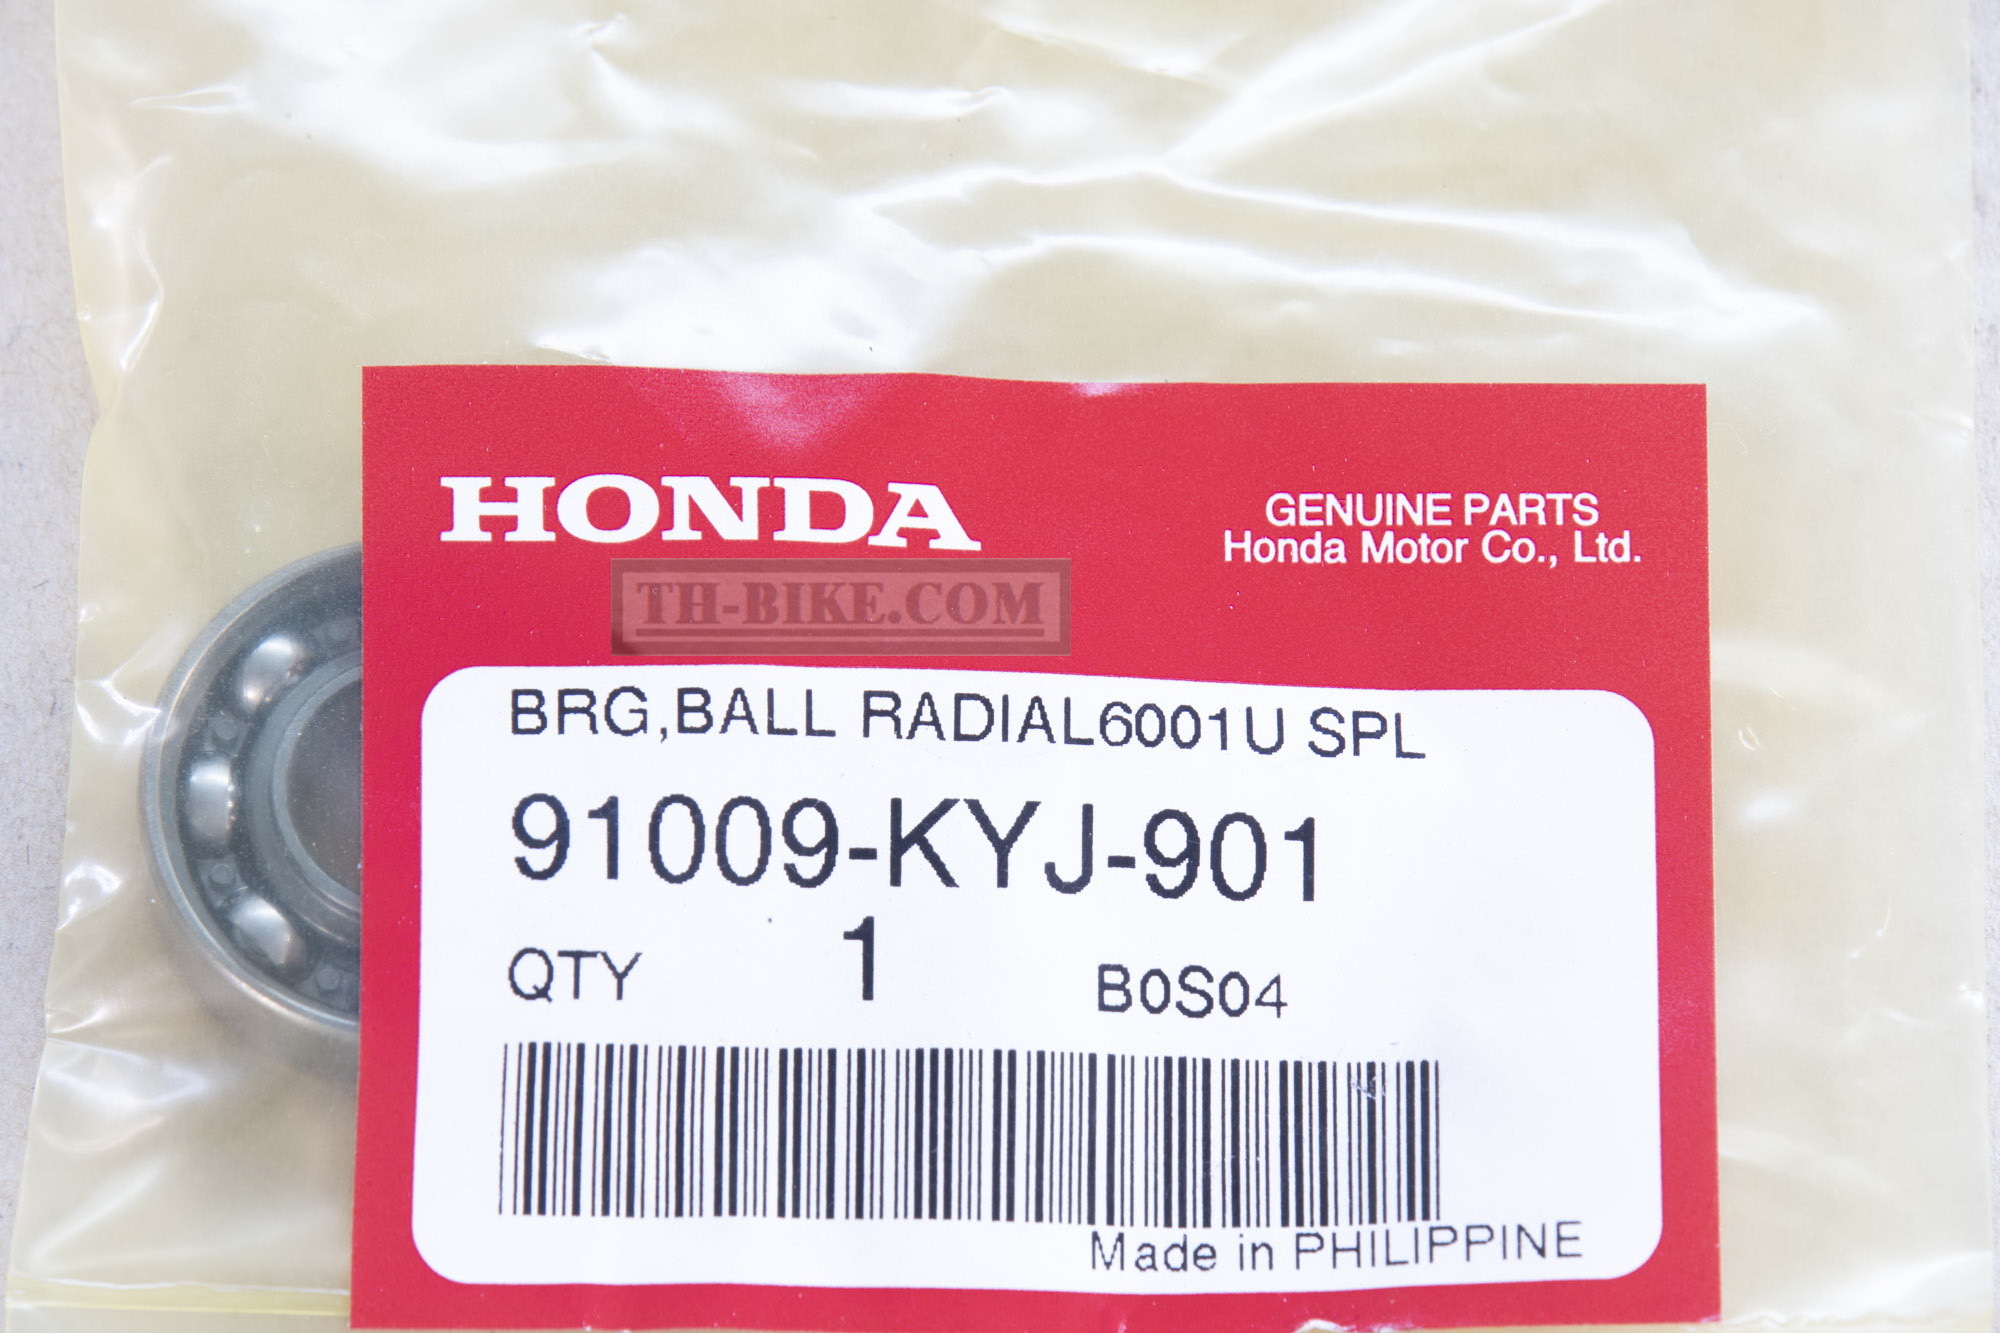 HONDA
GENUINE PARTS
Honda Motor Co., Ltd.
TH-BIKE.COM
BRG,BALL RADIAL6001U SPL
91009-KYJ-901
QTY 1 B0S04
Made in PHILIPPINE